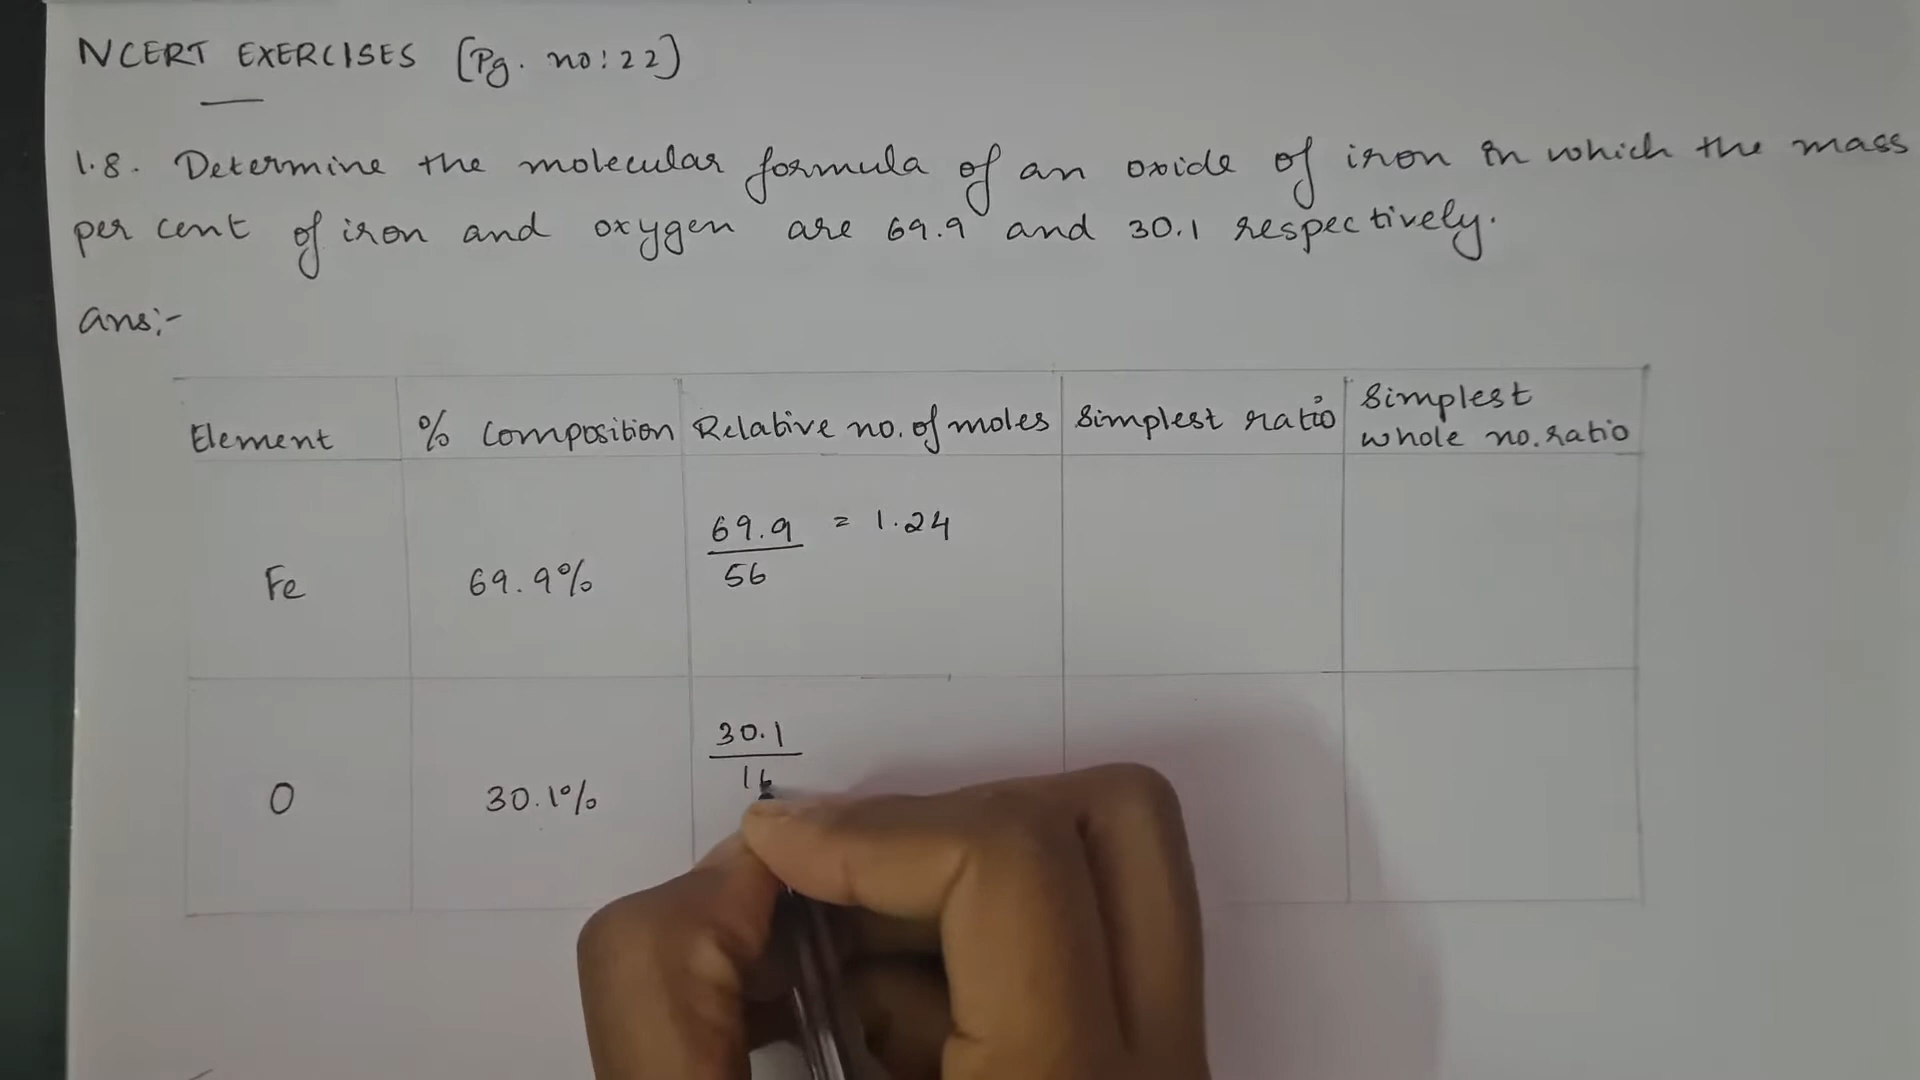 NCERT EXERCISES [Pg. no:22]
1.8. Determine the molecular formula of an oxide of iron in which the mass
per cent of iron and oxygen are 69.9 and 30.1 respectively.
Ans:-
Element % composition Relative no. of moles Simplest ratio Simplest whole no. ratio
Fe 69.9% 69.9/56 = 1.24
O 30.1% 30.1/16